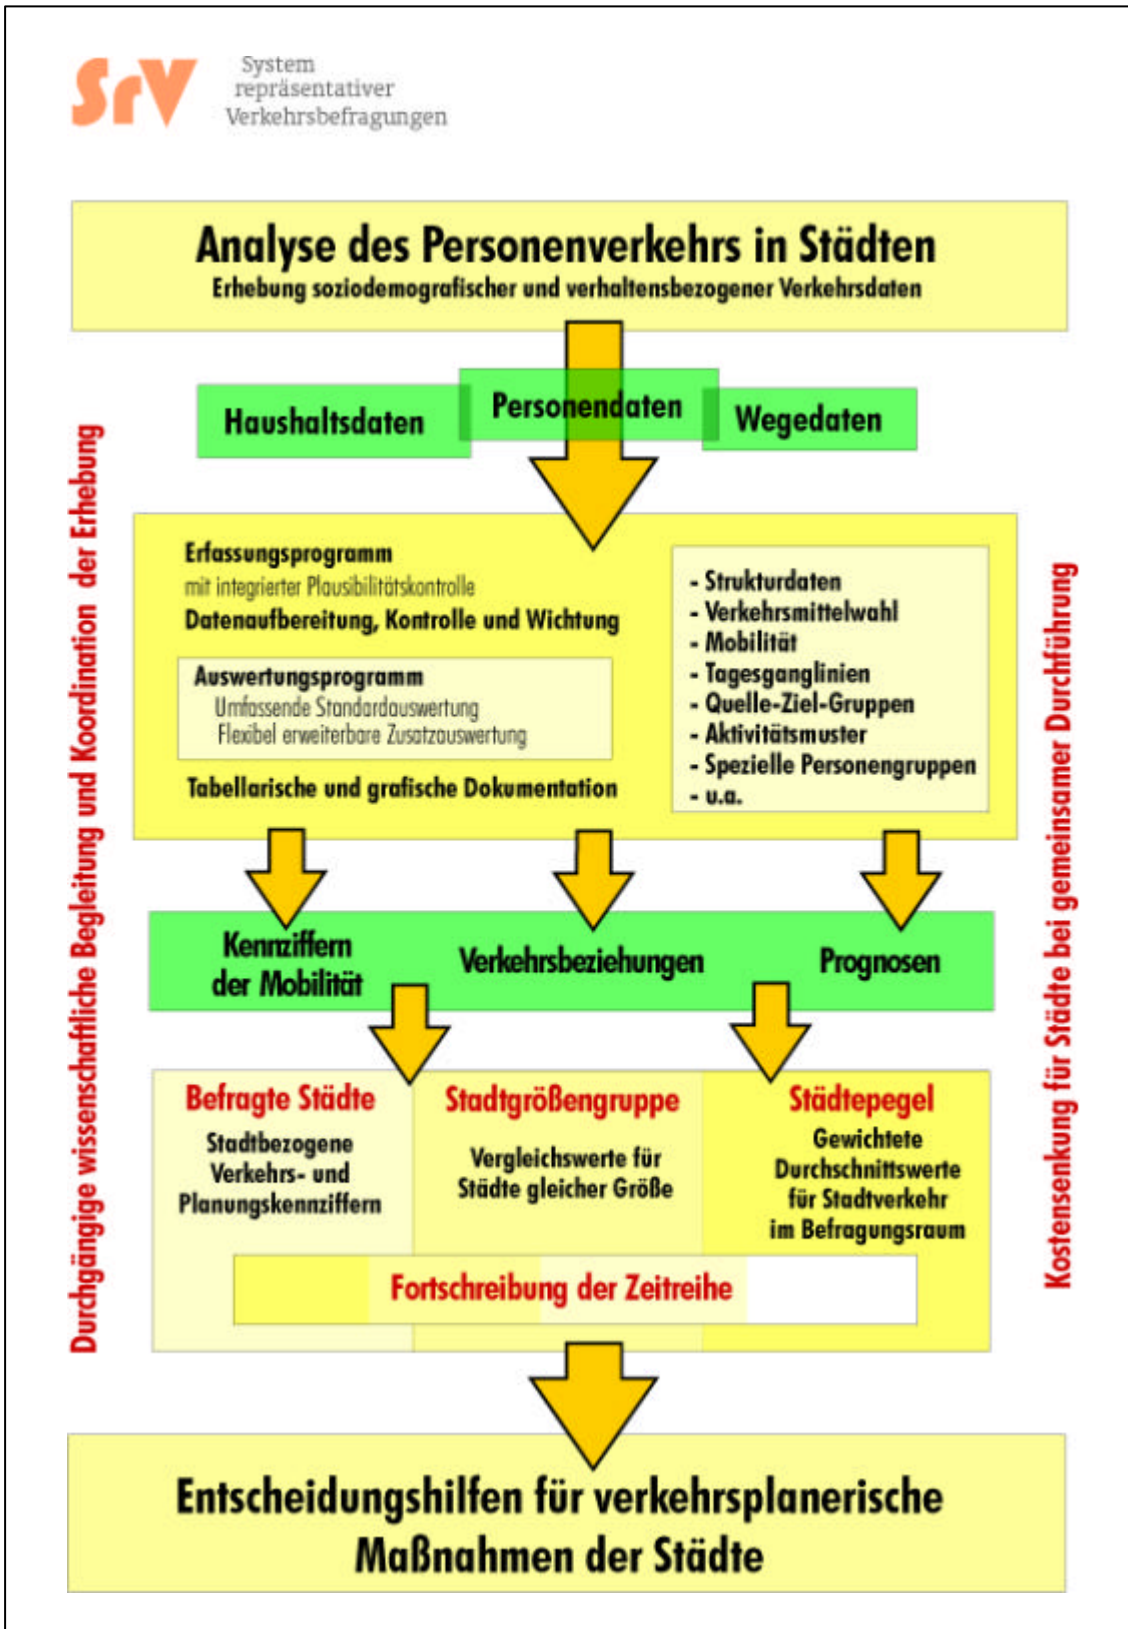 SrV
System
repräsentativer
Verkehrsbefragungen
Analyse des Personenverkehrs in Städten
Erhebung soziodemografischer und verhaltensbezogener Verkehrsdaten
Haushaltsdaten
Personendaten
Wegedaten
Durchgängige wissenschaftliche Begleitung und Koordination der Erhebung
Erfassungsprogramm
mit integrierter Plausibilitätskontrolle
Datenaufbereitung, Kontrolle und Wichtung
Auswertungsprogramm
Umfassende Standardauswertung
Flexibel erweiterbare Zusatzauswertung
Tabellarische und grafische Dokumentation
- Strukturdaten
- Verkehrsmittelwahl
- Mobilität
- Tagesganglinien
- Quelle-Ziel-Gruppen
- Aktivitätsmuster
- Spezielle Personengruppen
- u.a.
Kostensenkung für Städte bei gemeinsamer Durchführung
Kennziffern
der Mobilität
Verkehrsbeziehungen
Prognosen
Befragte Städte
Stadtbezogene
Verkehrs- und
Planungskennziffern
Stadtgrößengruppe
Vergleichswerte für
Städte gleicher Größe
Städtepegel
Gewichtete
Durchschnittswerte
für Stadtverkehr
im Befragungsraum
Fortschreibung der Zeitreihe
Entscheidungshilfen für verkehrsplanerische
Maßnahmen der Städte